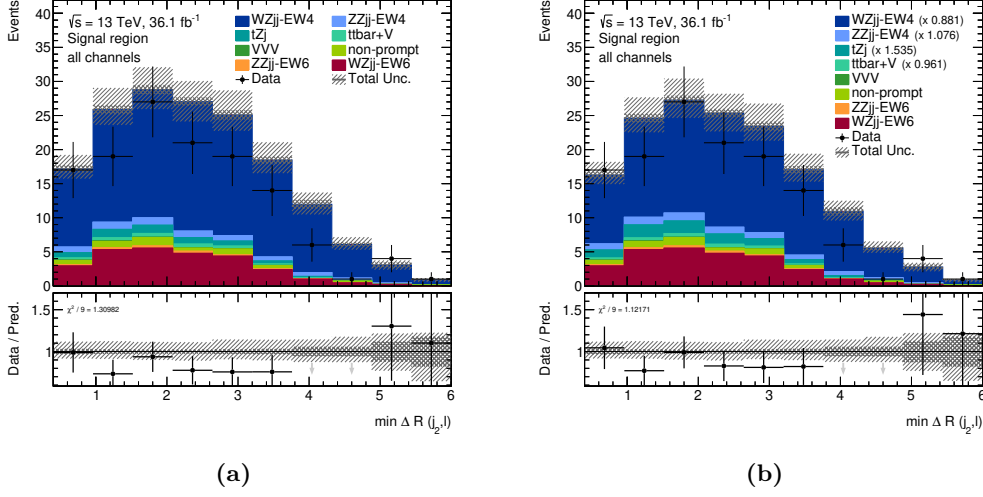 Events
40
35
30
25
20
15
10
5
0
√s = 13 TeV, 36.1 fb⁻¹
Signal region
all channels
WZjj-EW4 ZZjj-EW4
tZj ttbar+V
VVV non-prompt
ZZjj-EW6 WZjj-EW6
Data Total Unc.
Data / Pred.
1.5
1
χ² / 9 = 1.30982
1 2 3 4 5 6
min Δ R (j₂,l)
(a)
Events
40
35
30
25
20
15
10
5
0
√s = 13 TeV, 36.1 fb⁻¹
Signal region
all channels
WZjj-EW4 (x 0.881)
ZZjj-EW4 (x 1.076)
tZj (x 1.535)
ttbar+V (x 0.961)
VVV
non-prompt
ZZjj-EW6
WZjj-EW6
Data
Total Unc.
Data / Pred.
1.5
1
χ² / 9 = 1.12171
1 2 3 4 5 6
min Δ R (j₂,l)
(b)